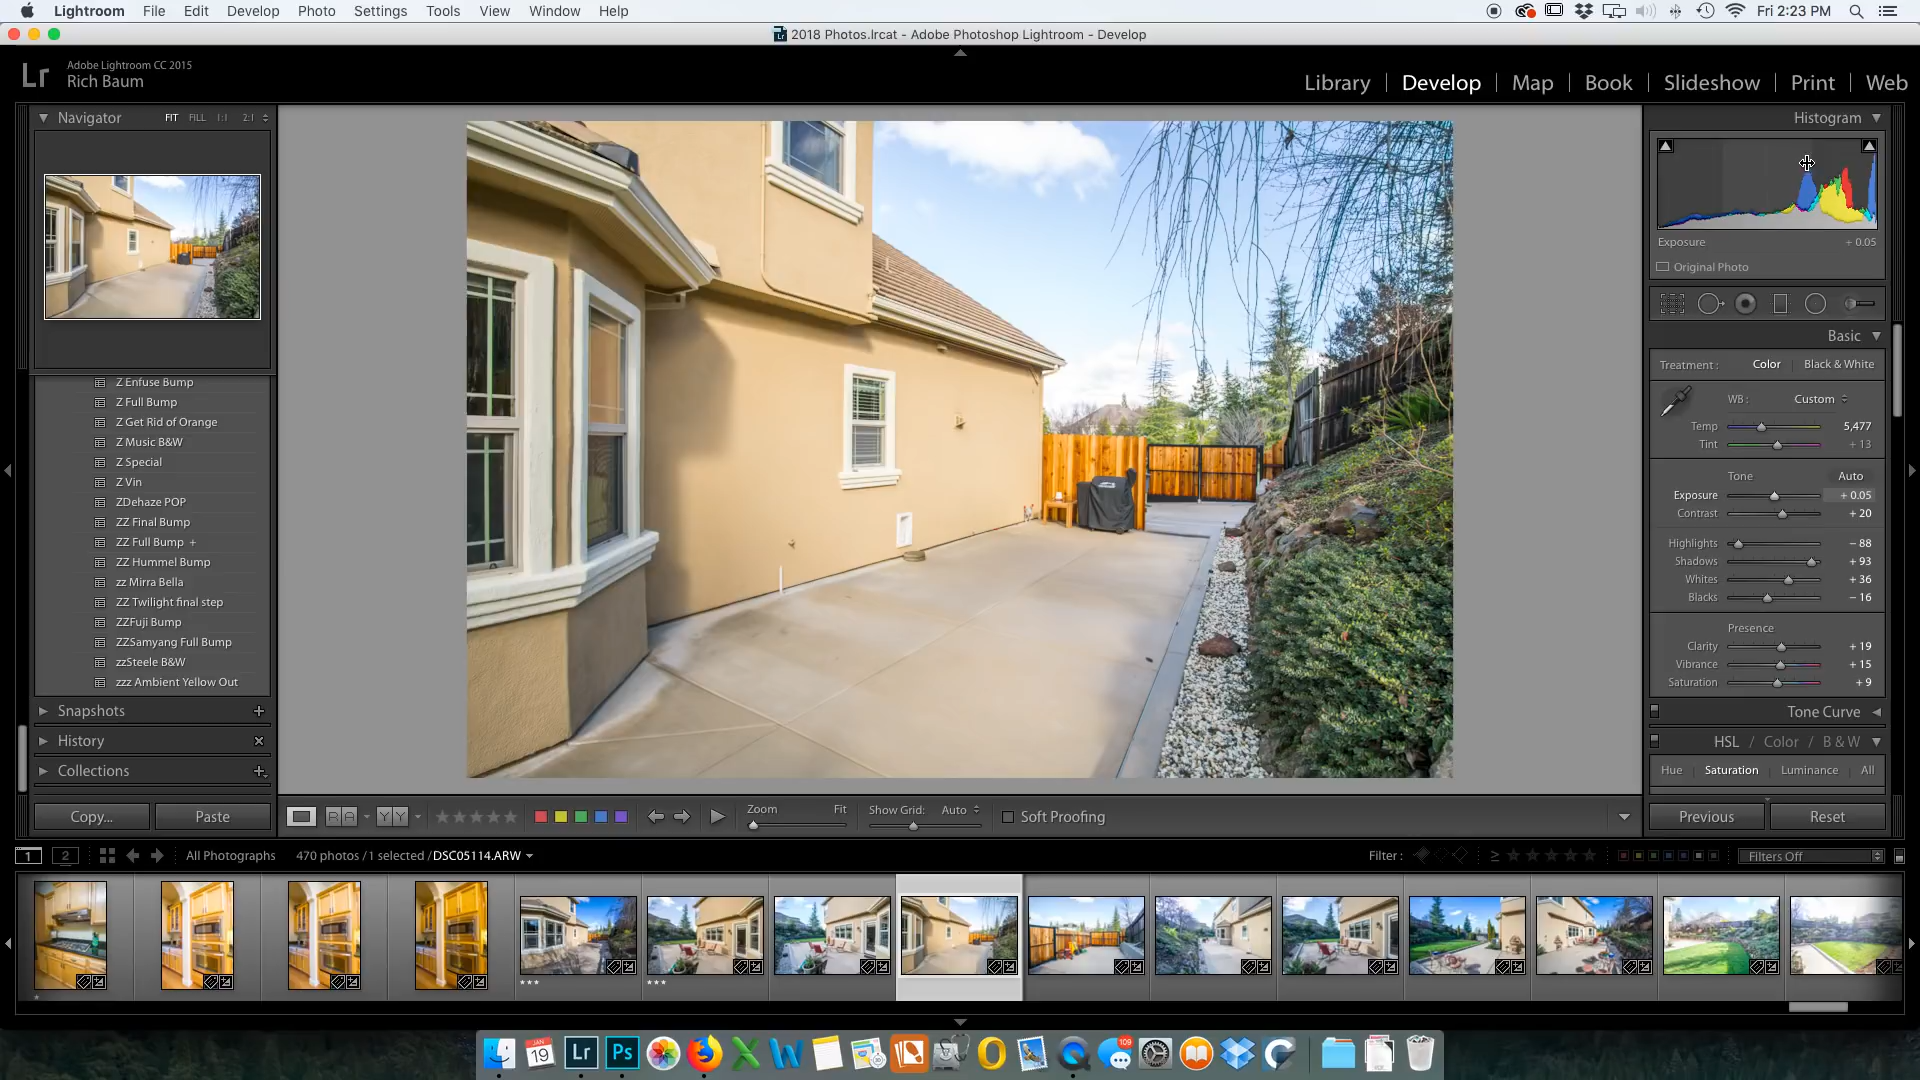 Lightroom File Edit Develop Photo Settings Tools View Window Help Fri 2:23 PM
2018 Photos.lrcat - Adobe Photoshop Lightroom - Develop
Lr Adobe Lightroom CC 2015
Rich Baum
Library Develop Map Book Slideshow Print Web
Navigator FIT FILL 1:1 2:1
Z Enfuse Bump
Z Full Bump
Z Get Rid of Orange
Z Music B&W
Z Special
Z Vin
ZDehaze POP
ZZ Final Bump
ZZ Full Bump +
ZZ Hummel Bump
zz Mirra Bella
ZZ Twilight final step
ZZFuji Bump
ZZSamyang Full Bump
zzSteele B&W
zzz Ambient Yellow Out
Snapshots +
History ×
Collections +
Copy... Paste
Histogram
Exposure + 0.05
Original Photo
Basic
Treatment : Color Black & White
WB : Custom
Temp 5,477
Tint + 13
Tone Auto
Exposure + 0.05
Contrast + 20
Highlights – 88
Shadows + 93
Whites + 36
Blacks – 16
Presence
Clarity + 19
Vibrance + 15
Saturation + 9
Tone Curve
HSL / Color / B & W
Hue Saturation Luminance All
Previous Reset
R A Y Y Zoom Fit Show Grid: Auto Soft Proofing
1 2 All Photographs 470 photos / 1 selected / DSC05114.ARW Filter : ≥ Filters Off
JAN
19
Lr Ps 109